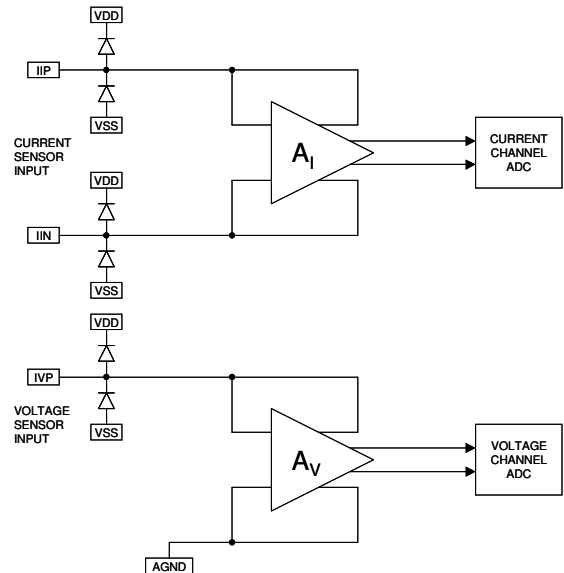 VDD
IIP
VSS
CURRENT
SENSOR
INPUT
AI
CURRENT
CHANNEL
ADC
VDD
IIN
VSS
VDD
IVP
VSS
VOLTAGE
SENSOR
INPUT
AV
VOLTAGE
CHANNEL
ADC
AGND